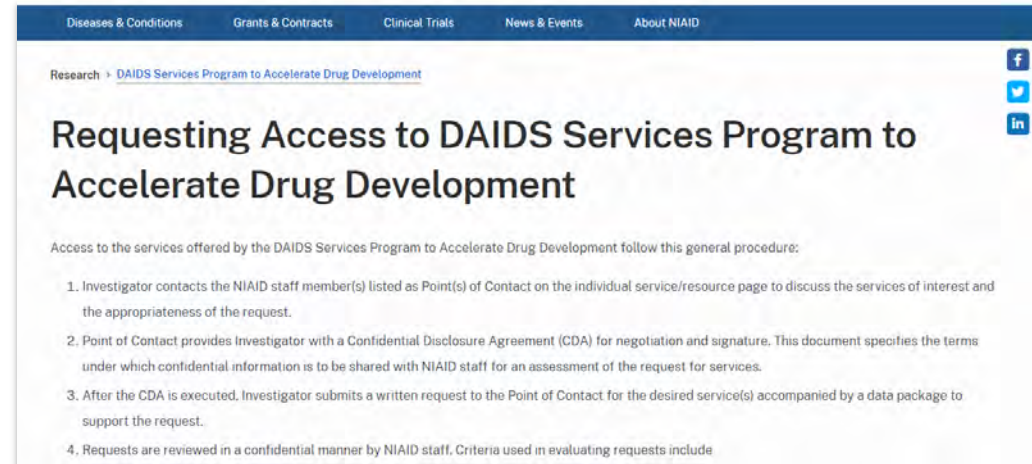 Diseases & Conditions Grants & Contracts Clinical Trials News & Events About NIAID
Research > DAIDS Services Program to Accelerate Drug Development
Requesting Access to DAIDS Services Program to
Accelerate Drug Development
Access to the services offered by the DAIDS Services Program to Accelerate Drug Development follow this general procedure:
1. Investigator contacts the NIAID staff member(s) listed as Point(s) of Contact on the individual service/resource page to discuss the services of interest and
the appropriateness of the request.
2. Point of Contact provides Investigator with a Confidential Disclosure Agreement (CDA) for negotiation and signature. This document specifies the terms
under which confidential information is to be shared with NIAID staff for an assessment of the request for services.
3. After the CDA is executed, Investigator submits a written request to the Point of Contact for the desired service(s) accompanied by a data package to
support the request.
4. Requests are reviewed in a confidential manner by NIAID staff. Criteria used in evaluating requests include